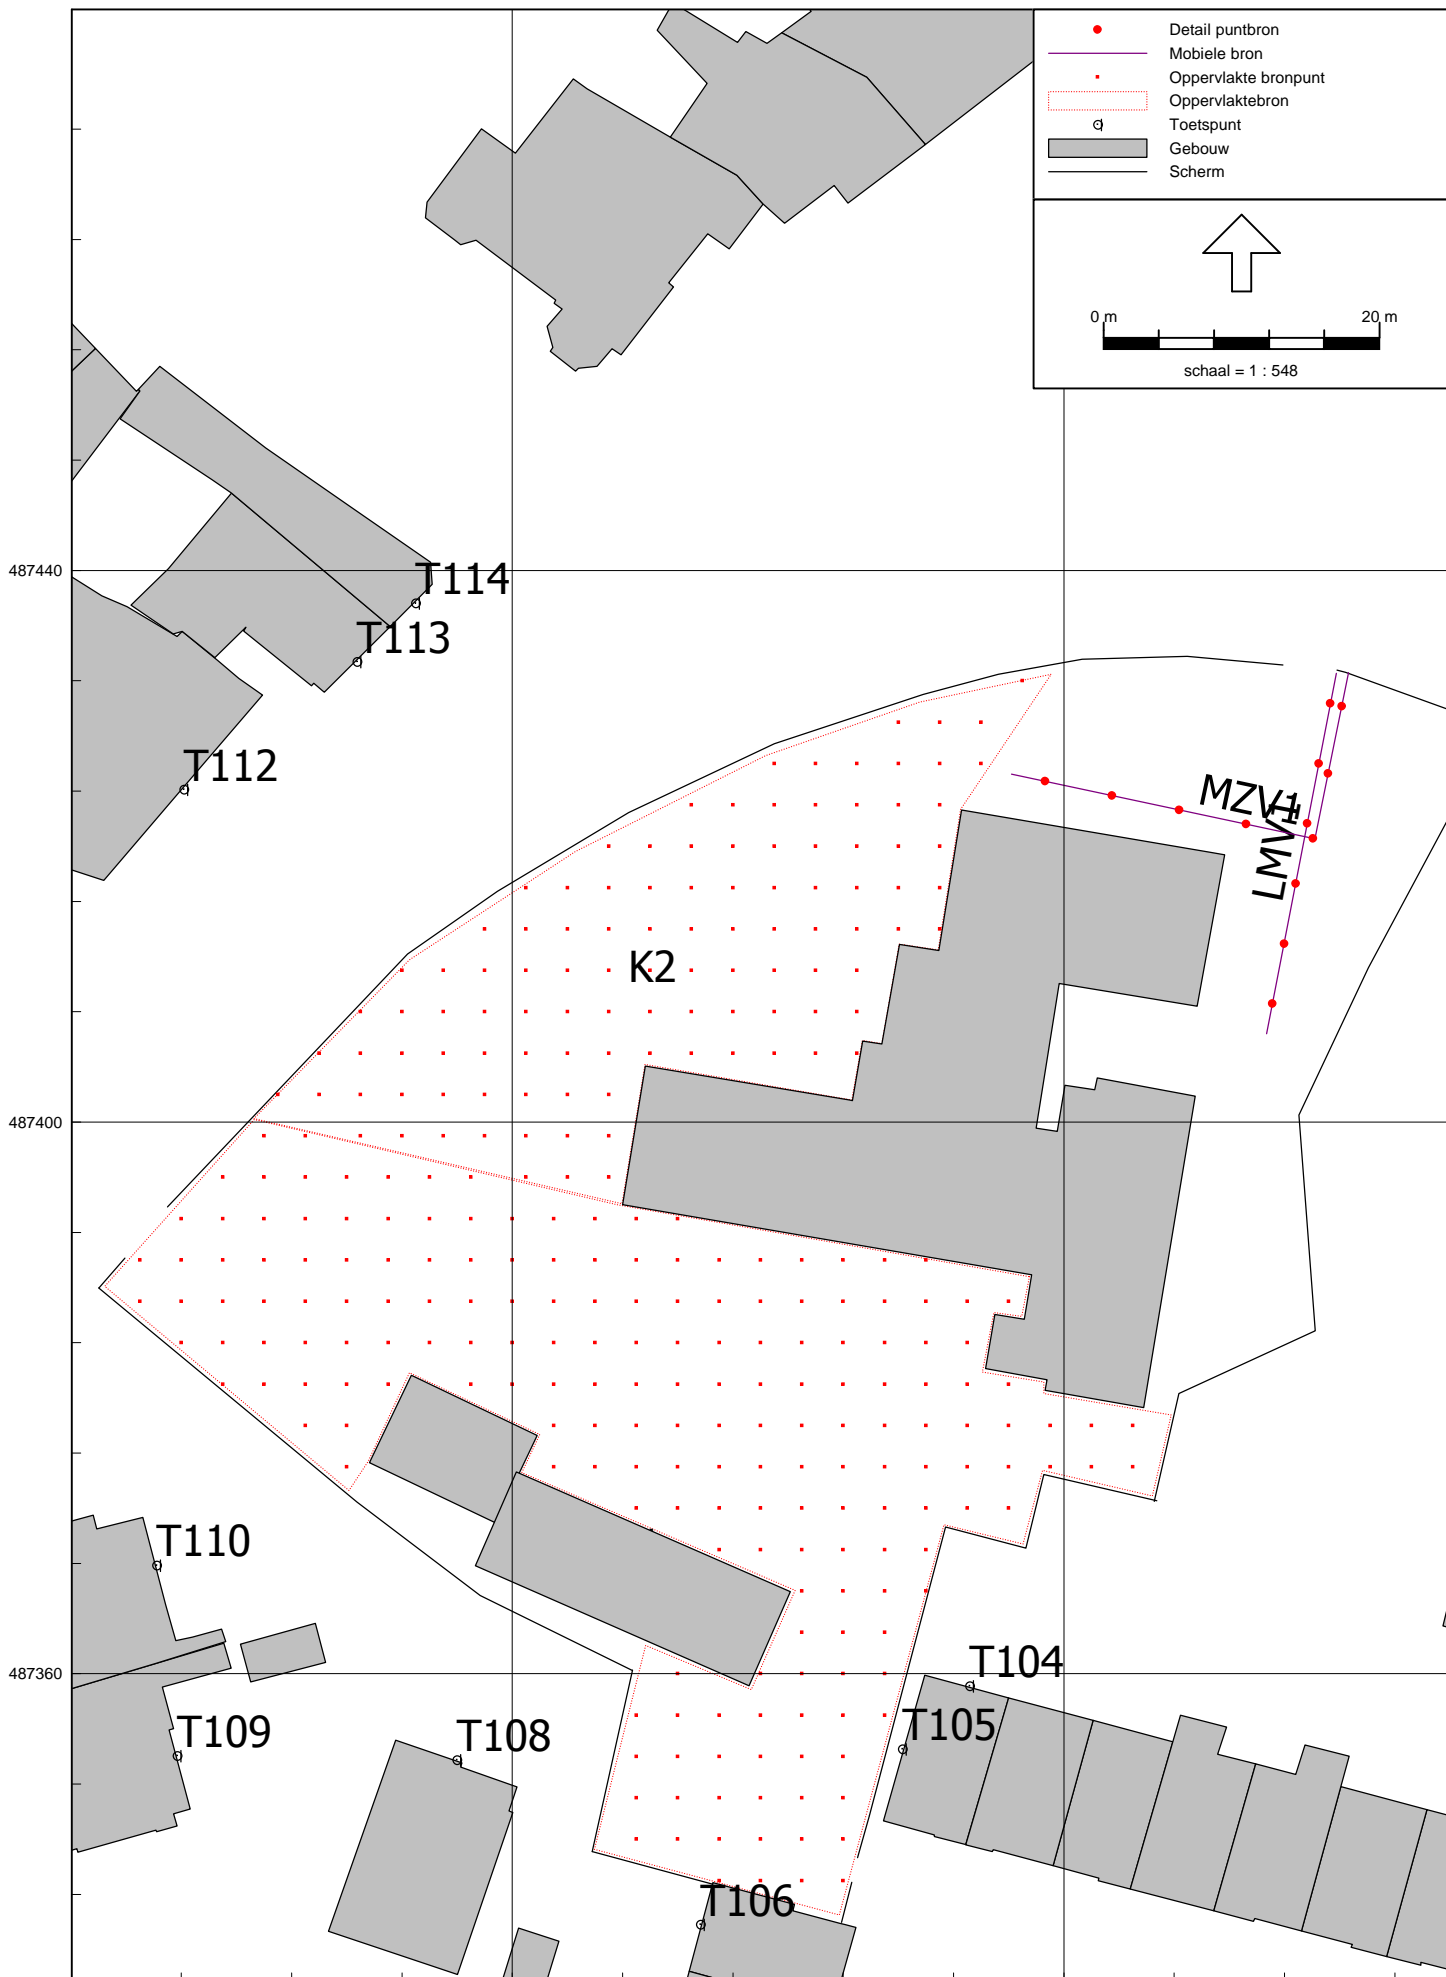 Detail puntbron
Mobiele bron
Oppervlakte bronpunt
Oppervlaktebron
Toetspunt
Gebouw
Scherm
0 m
20 m
schaal = 1 : 548
487440
T114
T113
T112
MZV1
LMV1
K2
487400
T110
487360
T104
T105
T109
T108
T106